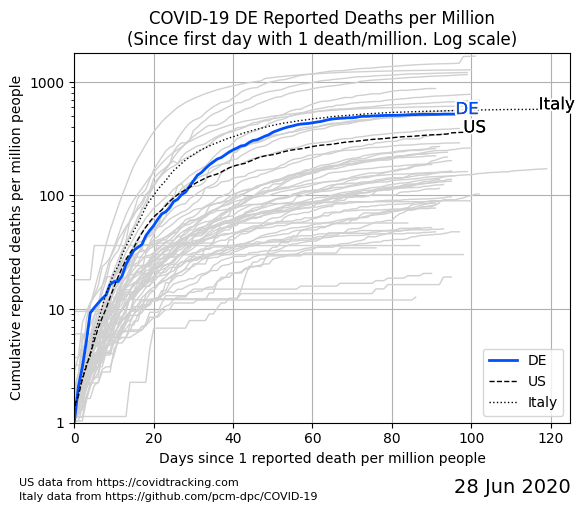 COVID-19 DE Reported Deaths per Million
(Since first day with 1 death/million. Log scale)
Cumulative reported deaths per million people
1000
100
10
1
DE
Italy
US
DE
US
Italy
0 20 40 60 80 100 120
Days since 1 reported death per million people
US data from https://covidtracking.com
Italy data from https://github.com/pcm-dpc/COVID-19
28 Jun 2020